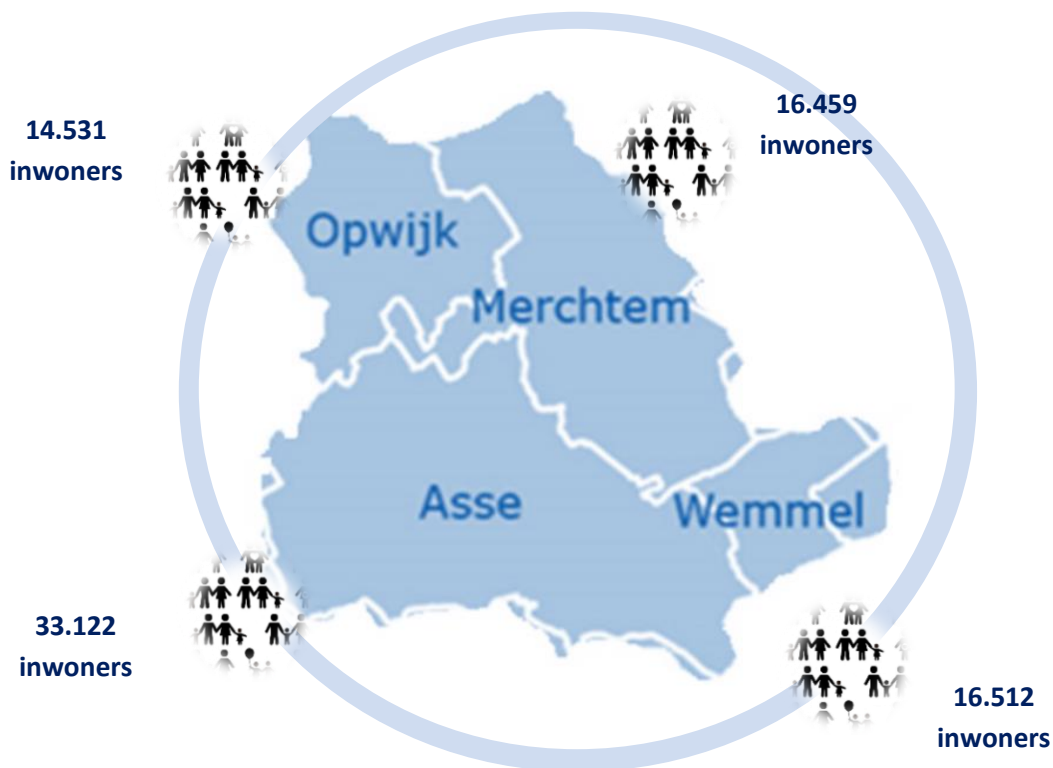 14.531
inwoners
16.459
inwoners
Opwijk
Merchtem
Asse
Wemmel
33.122
inwoners
16.512
inwoners